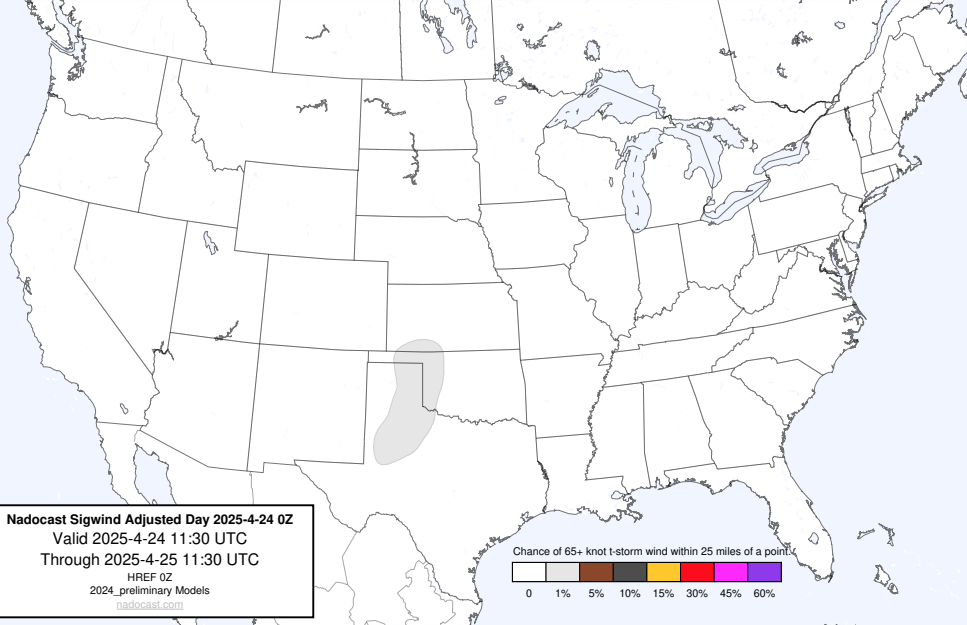 Nadocast Sigwind Adjusted Day 2025-4-24 0Z
Valid 2025-4-24 11:30 UTC
Through 2025-4-25 11:30 UTC
HREF 0Z
2024_preliminary Models
nadocast.com
Chance of 65+ knot t-storm wind within 25 miles of a point.
0 1% 5% 10% 15% 30% 45% 60%